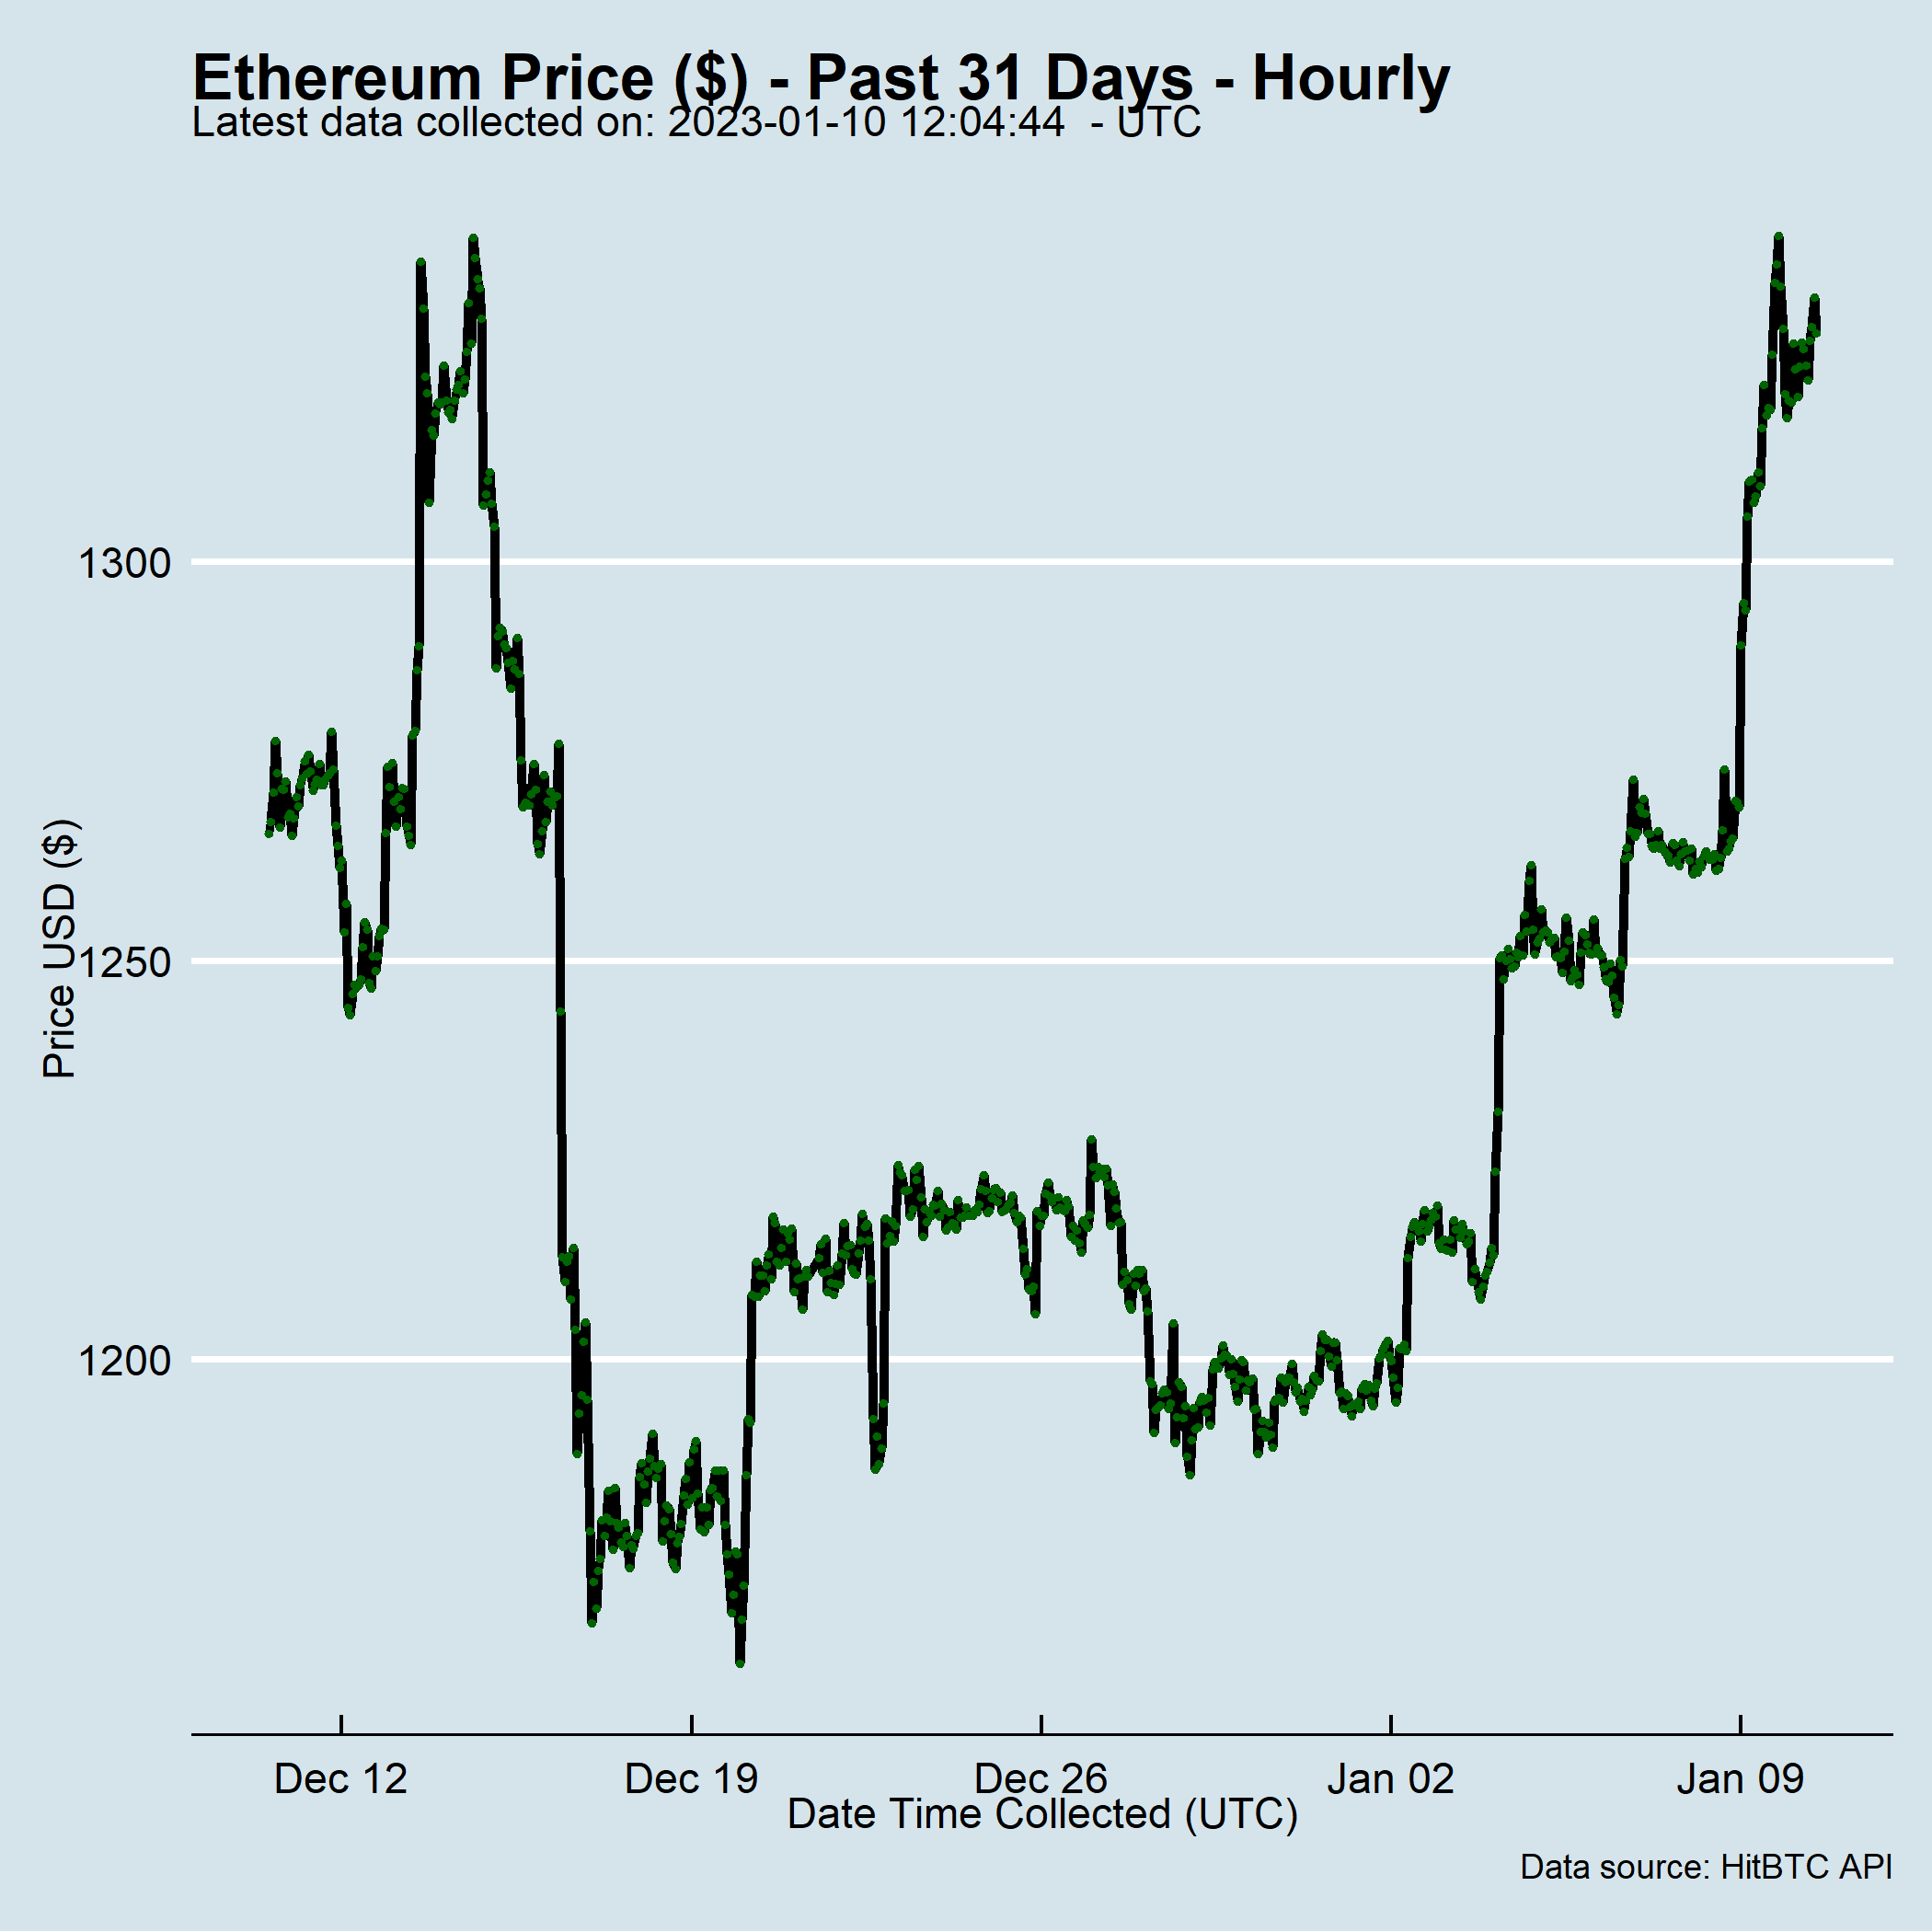 Ethereum Price ($) - Past 31 Days - Hourly
Latest data collected on: 2023-01-10 12:04:44  - UTC
1300
1250
1200
Price USD ($)
Dec 12
Dec 19
Dec 26
Jan 02
Jan 09
Date Time Collected (UTC)
Data source: HitBTC API